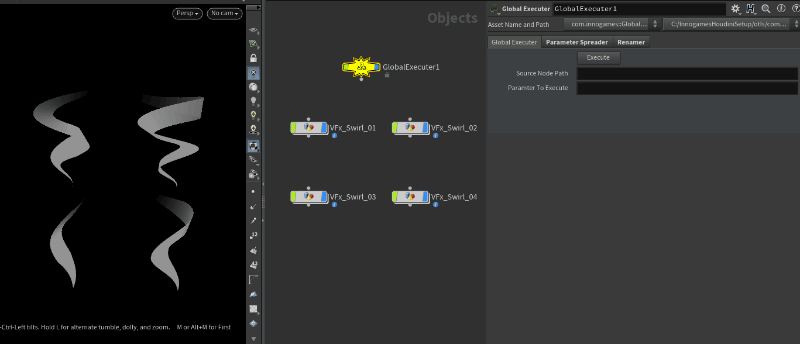 Persp
No cam
-Ctrl-Left tilts. Hold L for alternate tumble, dolly, and zoom. M or Alt+M for First
Objects
GlobalExecuter1
VFx_Swirl_01
VFx_Swirl_02
VFx_Swirl_03
VFx_Swirl_04
Global Executer GlobalExecuter1
Asset Name and Path com.innogames::Global... C:/InnogamesHoudiniSetup/otls/com...
Global Executer Parameter Spreader Renamer
Execute
Source Node Path
Paramter To Execute